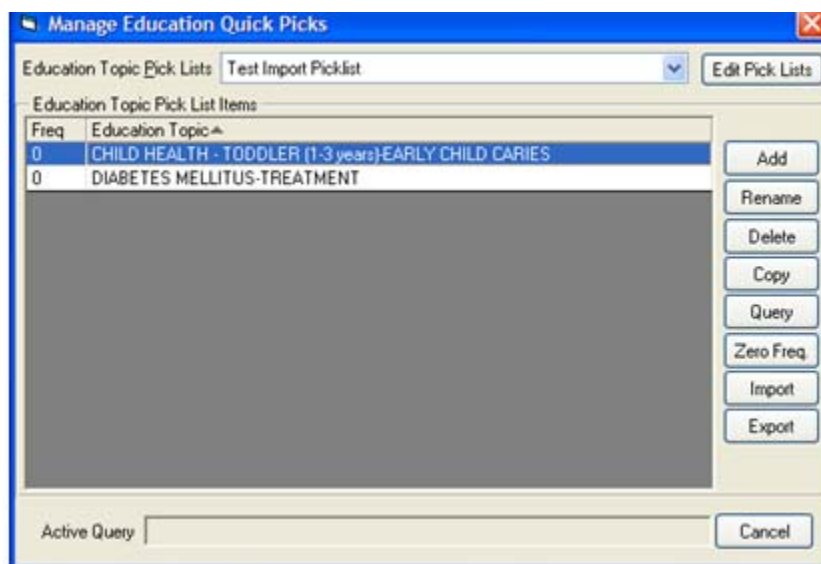 Manage Education Quick Picks
Education Topic Pick Lists Test Import Picklist Edit Pick Lists
Education Topic Pick List Items
Freq Education Topic
0 CHILD HEALTH - TODDLER (1-3 years)-EARLY CHILD CARIES
0 DIABETES MELLITUS-TREATMENT
Add
Rename
Delete
Copy
Query
Zero Freq.
Import
Export
Active Query Cancel